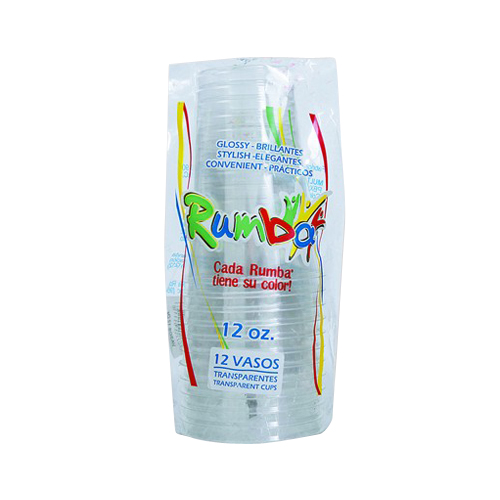 GLOSSY - BRILLANTES
STYLISH - ELEGANTES
CONVENIENT - PRÁCTICOS
Rumba
Cada Rumba
tiene su color!
12 oz.
12 VASOS
TRANSPARENTES
TRANSPARENT CUPS